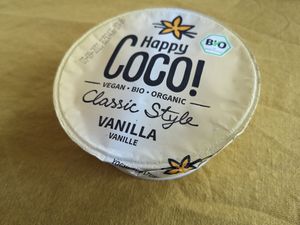 Happy
COCO!
BIO
VEGAN • BIO • ORGANIC
Classic Style
VANILLA
VANILLE